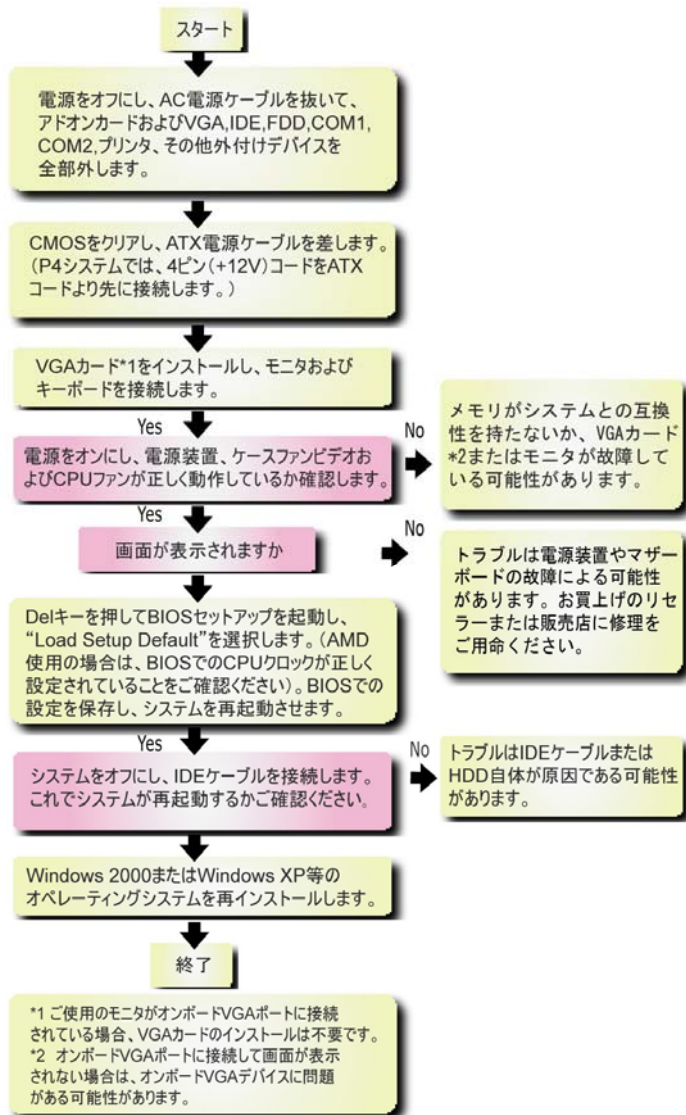 スタート
電源をオフにし、AC電源ケーブルを抜いて、
アドオンカードおよびVGA,IDE,FDD,COM1,
COM2,プリンタ、その他外付けデバイスを
全部外します。
CMOSをクリアし、ATX電源ケーブルを差します。
（P4システムでは、4ピン（+12V）コードをATX
コードより先に接続します。）
VGAカード*1をインストールし、モニタおよび
キーボードを接続します。
Yes
No
電源をオンにし、電源装置、ケースファンビデオお
よびCPUファンが正しく動作しているか確認します。
メモリがシステムとの互換
性を持たないか、VGAカード
*2またはモニタが故障して
いる可能性があります。
Yes
No
画面が表示されますか
トラブルは電源装置やマザー
ボードの故障による可能性
があります。お買上げのリセ
ラーまたは販売店に修理を
ご用命ください。
Delキーを押してBIOSセットアップを起動し、
“Load Setup Default”を選択します。（AMD
使用の場合は、BIOSでのCPUクロックが正しく
設定されていることをご確認ください）。BIOSでの
設定を保存し、システムを再起動させます。
Yes
No
システムをオフにし、IDEケーブルを接続します。
これでシステムが再起動するかご確認ください。
トラブルはIDEケーブルまたは
HDD自体が原因である可能性
があります。
Windows 2000またはWindows XP等の
オペレーティングシステムを再インストールします。
終了
*1 ご使用のモニタがオンボードVGAポートに接続
されている場合、VGAカードのインストールは不要です。
*2 オンボードVGAポートに接続して画面が表示
されない場合は、オンボードVGAデバイスに問題
がある可能性があります。